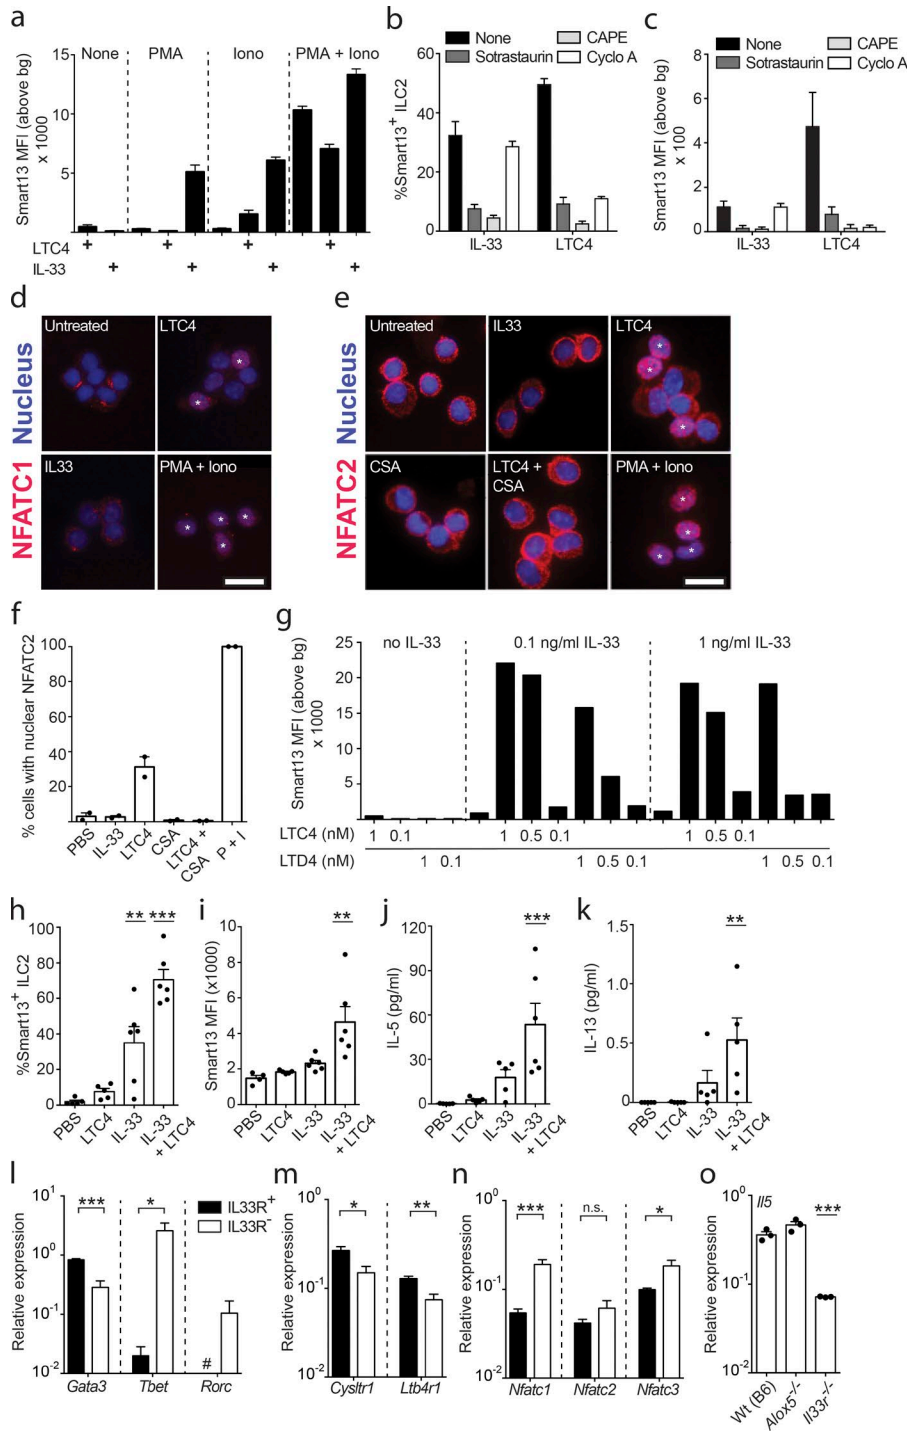 a
None PMA Iono PMA + Iono
Smart13 MFI (above bg)
x 1000
15
10
5
LTC4 + + + +
IL-33 + + + +
b
None CAPE
Sotrastaurin Cyclo A
%Smart13+ ILC2
60
40
20
0
IL-33 LTC4
c
None CAPE
Sotrastaurin Cyclo A
Smart13 MFI (above bg)
x 100
8
6
4
2
0
IL-33 LTC4
d
NFATC1 Nucleus
Untreated LTC4
* *
IL33 PMA + Iono
* * * *
e
NFATC2 Nucleus
Untreated IL33 LTC4
* * *
CSA LTC4 + CSA PMA + Iono
* * * *
f
% cells with nuclear NFATC2
100
80
60
40
20
0
PBS IL-33 LTC4 CSA LTC4 + CSA P + I
g
no IL-33 0.1 ng/ml IL-33 1 ng/ml IL-33
Smart13 MFI (above bg)
x 1000
25
20
15
10
5
LTC4 (nM) 1 0.1 1 0.5 0.1 1 0.5 0.1
LTD4 (nM) 1 0.1 1 0.5 0.1 1 0.5 0.1
h
%Smart13+ ILC2
100
80
60
40
20
0
** ***
PBS LTC4 IL-33 IL-33 + LTC4
i
Smart13 MFI (x1000)
10
8
6
4
2
0
**
PBS LTC4 IL-33 IL-33 + LTC4
j
IL-5 (pg/ml)
120
90
60
30
0
***
PBS LTC4 IL-33 IL-33 + LTC4
k
IL-13 (pg/ml)
1.5
1.0
0.5
0
**
PBS LTC4 IL-33 IL-33 + LTC4
l
Relative expression
10^1
10^0
10^-1
10^-2
*** *
IL33R+
IL33R-
#
Gata3 Tbet Rorc
m
Relative expression
10^0
10^-1
10^-2
* **
Cysltr1 Ltb4r1
n
Relative expression
10^0
10^-1
10^-2
*** n.s. *
Nfatc1 Nfatc2 Nfatc3
o
Relative expression
10^0
10^-1
10^-2
Il5 ***
Wt (B6) Alox5-/- Il33r-/-